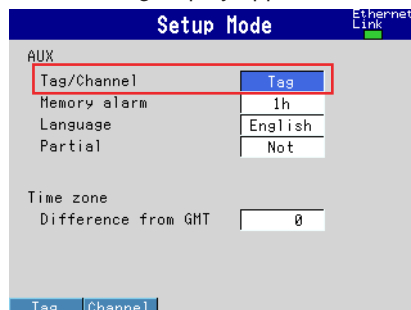 Setup Mode
Ethernet
Link
AUX
Tag/Channel Tag
Memory alarm 1h
Language English
Partial Not
Time zone
Difference from GMT 0
Tag Channel